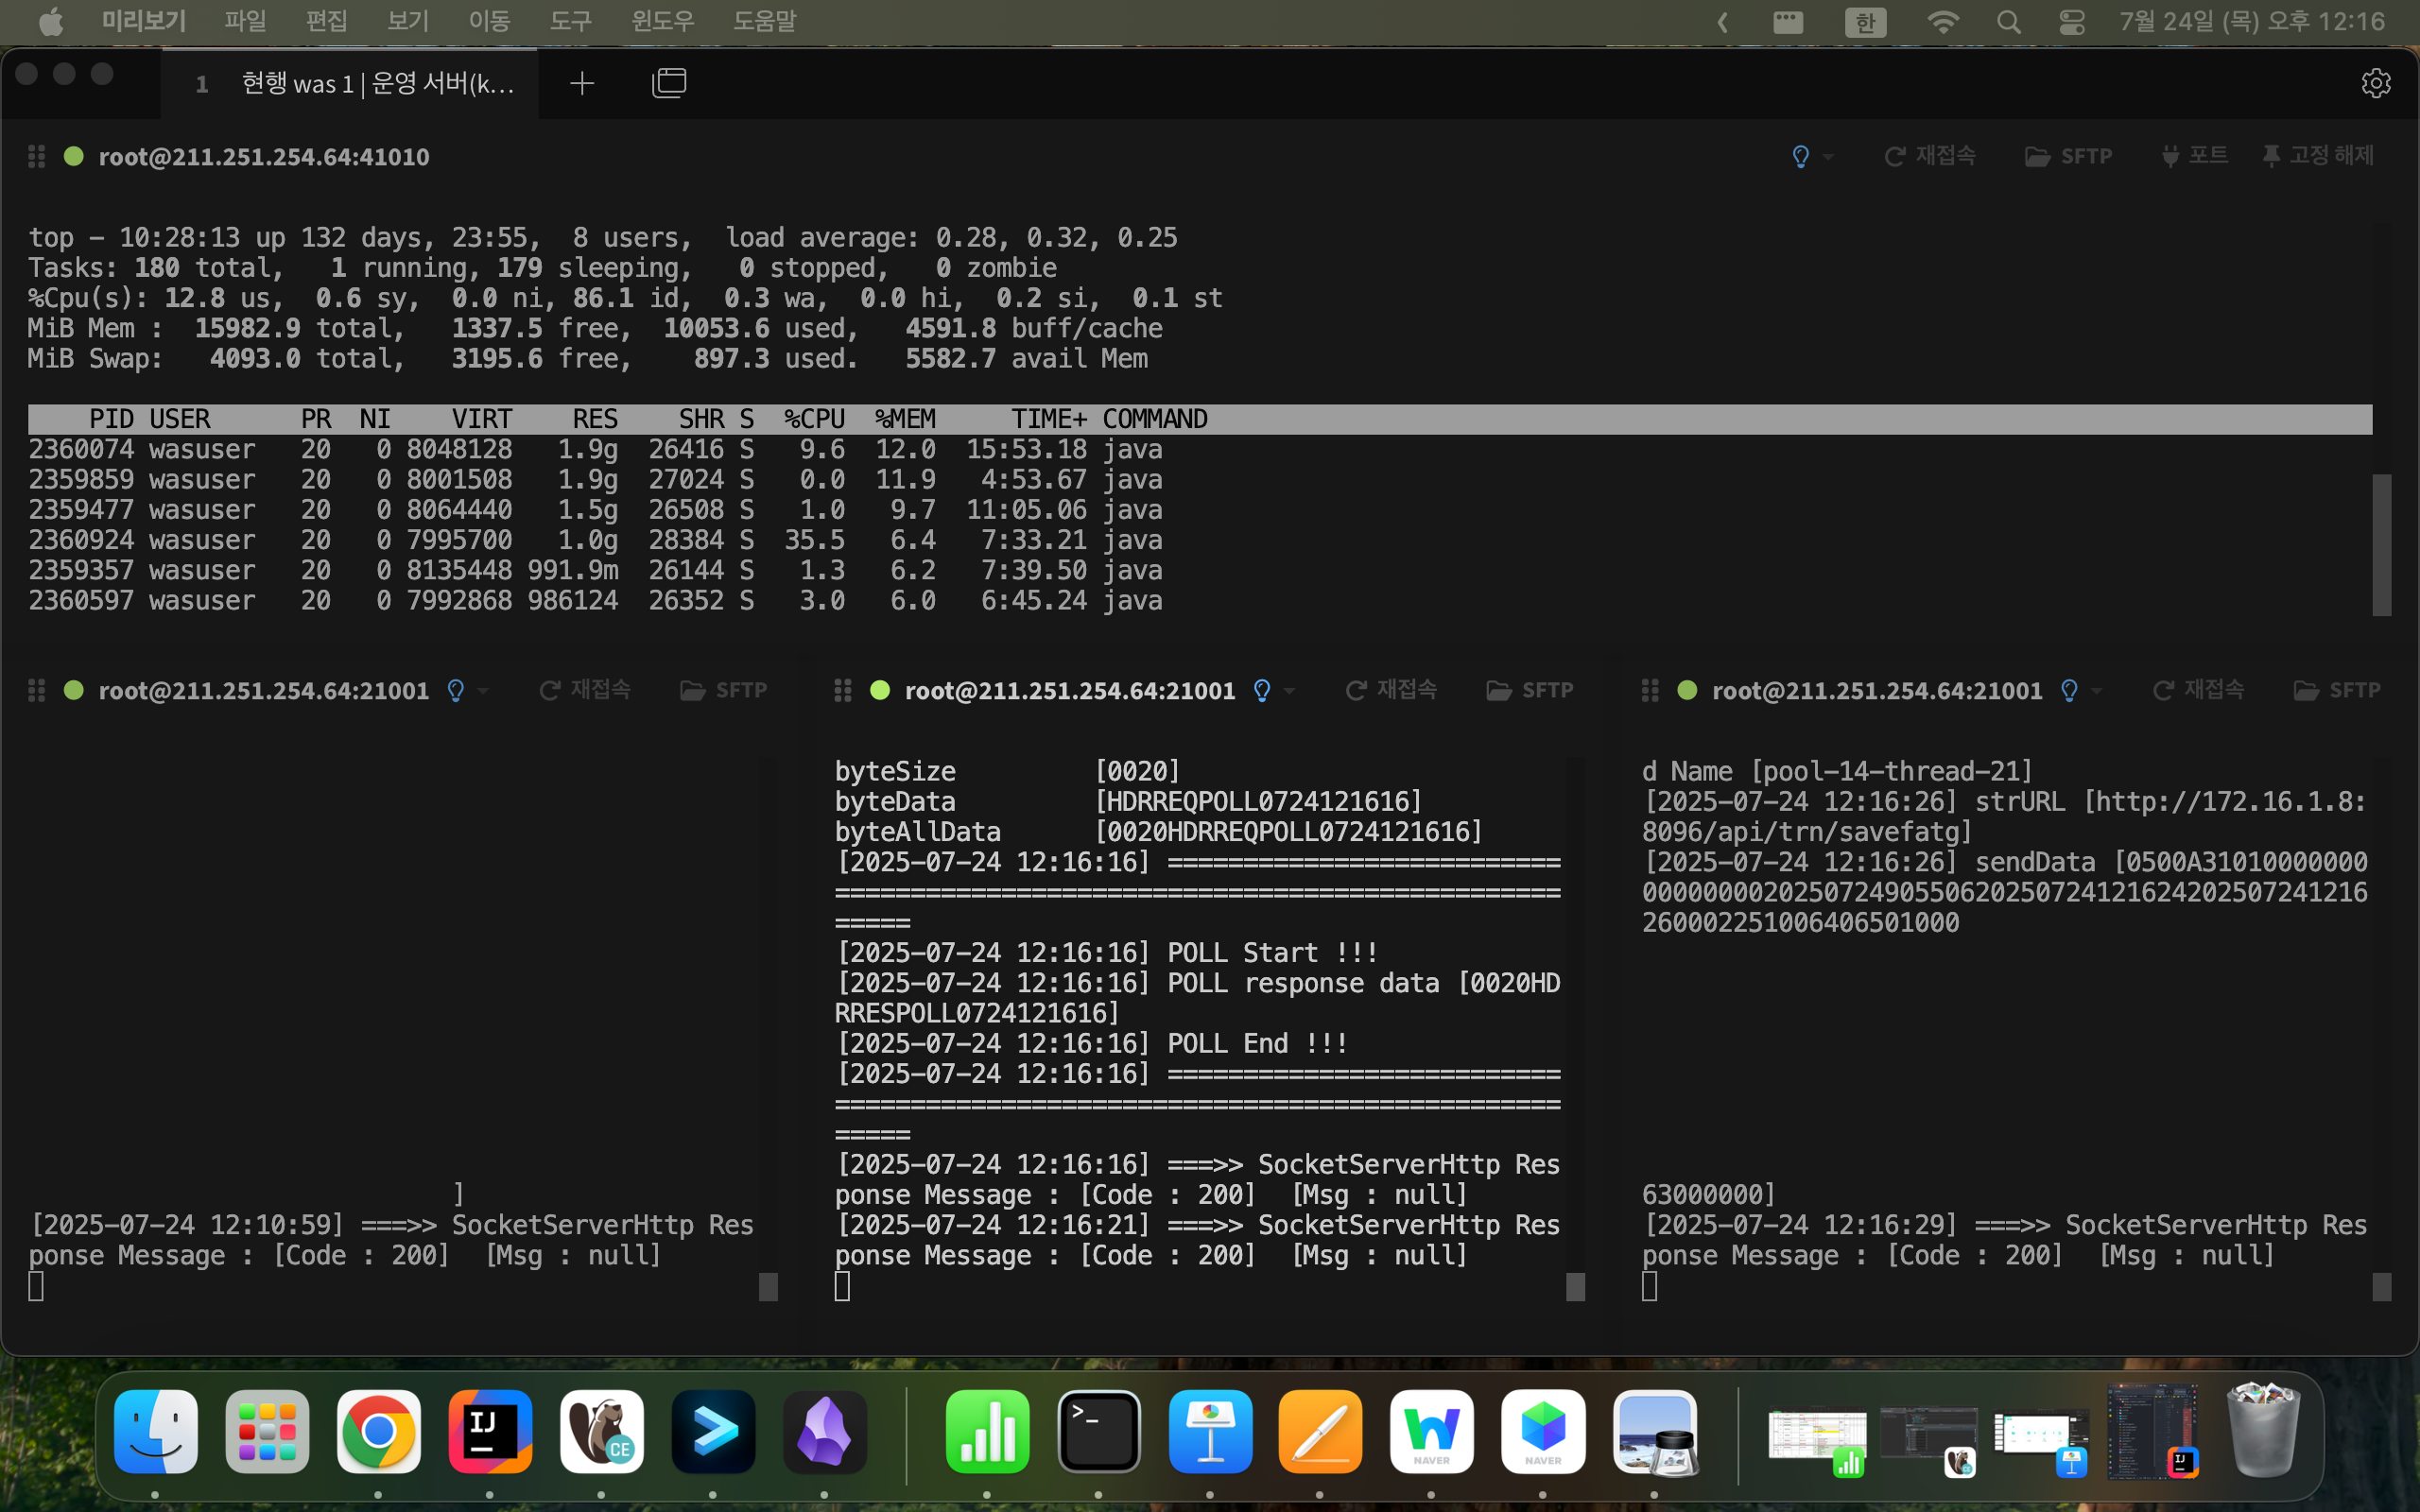 미리보기 파일 편집 보기 이동 도구 윈도우 도움말 한 7월 24일 (목) 오후 12:16
1 현행 was 1 | 운영 서버(k...
root@211.251.254.64:41010 재접속 SFTP 포트 고정 해제
top - 10:28:13 up 132 days, 23:55, 8 users, load average: 0.28, 0.32, 0.25
Tasks: 180 total, 1 running, 179 sleeping, 0 stopped, 0 zombie
%Cpu(s): 12.8 us, 0.6 sy, 0.0 ni, 86.1 id, 0.3 wa, 0.0 hi, 0.2 si, 0.1 st
MiB Mem : 15982.9 total, 1337.5 free, 10053.6 used, 4591.8 buff/cache
MiB Swap: 4093.0 total, 3195.6 free, 897.3 used. 5582.7 avail Mem
PID USER PR NI VIRT RES SHR S %CPU %MEM TIME+ COMMAND
2360074 wasuser 20 0 8048128 1.9g 26416 S 9.6 12.0 15:53.18 java
2359859 wasuser 20 0 8001508 1.9g 27024 S 0.0 11.9 4:53.67 java
2359477 wasuser 20 0 8064440 1.5g 26508 S 1.0 9.7 11:05.06 java
2360924 wasuser 20 0 7995700 1.0g 28384 S 35.5 6.4 7:33.21 java
2359357 wasuser 20 0 8135448 991.9m 26144 S 1.3 6.2 7:39.50 java
2360597 wasuser 20 0 7992868 986124 26352 S 3.0 6.0 6:45.24 java
root@211.251.254.64:21001 재접속 SFTP
]
[2025-07-24 12:10:59] ===>> SocketServerHttp Res
ponse Message : [Code : 200] [Msg : null]
root@211.251.254.64:21001 재접속 SFTP
byteSize [0020]
byteData [HDRREQPOLL0724121616]
byteAllData [0020HDRREQPOLL0724121616]
[2025-07-24 12:16:16] ==========================
================================================
=====
[2025-07-24 12:16:16] POLL Start !!!
[2025-07-24 12:16:16] POLL response data [0020HD
RRESPOLL0724121616]
[2025-07-24 12:16:16] POLL End !!!
[2025-07-24 12:16:16] ==========================
================================================
=====
[2025-07-24 12:16:16] ===>> SocketServerHttp Res
ponse Message : [Code : 200] [Msg : null]
[2025-07-24 12:16:21] ===>> SocketServerHttp Res
ponse Message : [Code : 200] [Msg : null]
root@211.251.254.64:21001 재접속 SFTP
d Name [pool-14-thread-21]
[2025-07-24 12:16:26] strURL [http://172.16.1.8:
8096/api/trn/savefatg]
[2025-07-24 12:16:26] sendData [0500A31010000000
000000002025072490550620250724121624202507241216
260002251006406501000
63000000]
[2025-07-24 12:16:29] ===>> SocketServerHttp Res
ponse Message : [Code : 200] [Msg : null]
IJ
CE
>_
NAVER
NAVER
IJ